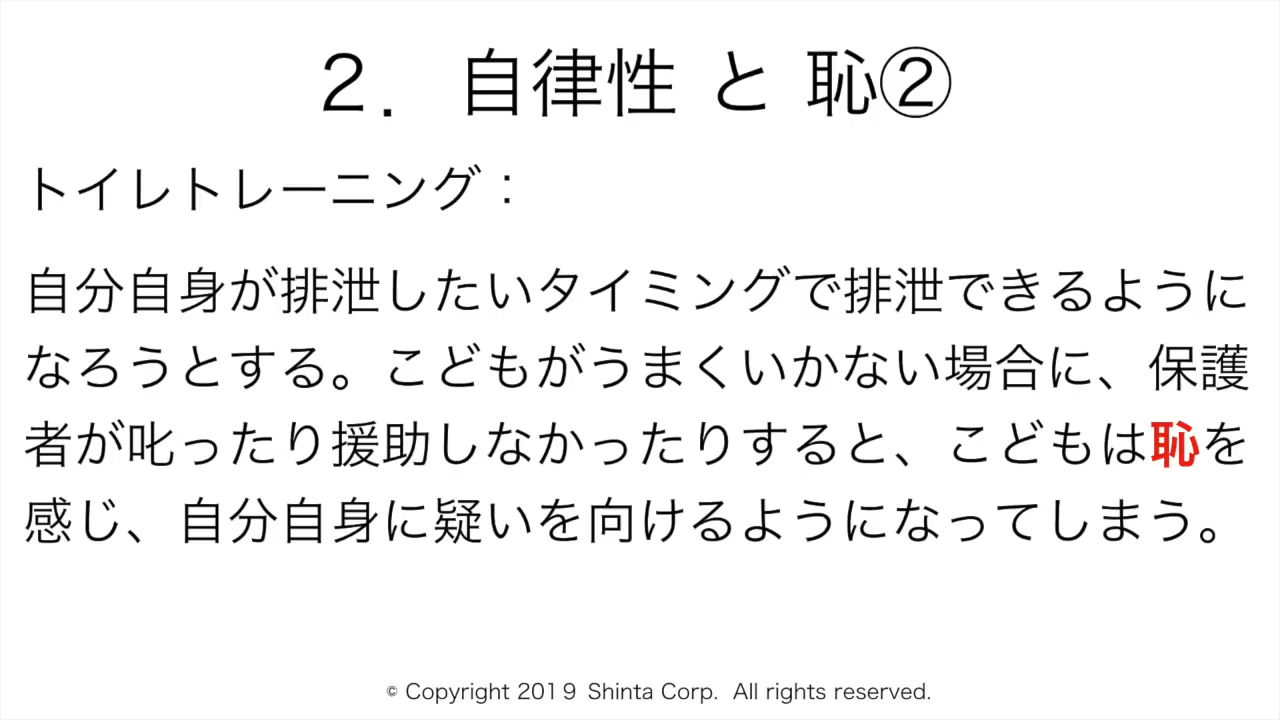 ２．自律性 と 恥②
トイレトレーニング：
自分自身が排泄したいタイミングで排泄できるように
なろうとする。こどもがうまくいかない場合に、保護
者が叱ったり援助しなかったりすると、こどもは恥を
感じ、自分自身に疑いを向けるようになってしまう。
© Copyright 201９ Shinta Corp. All rights reserved.